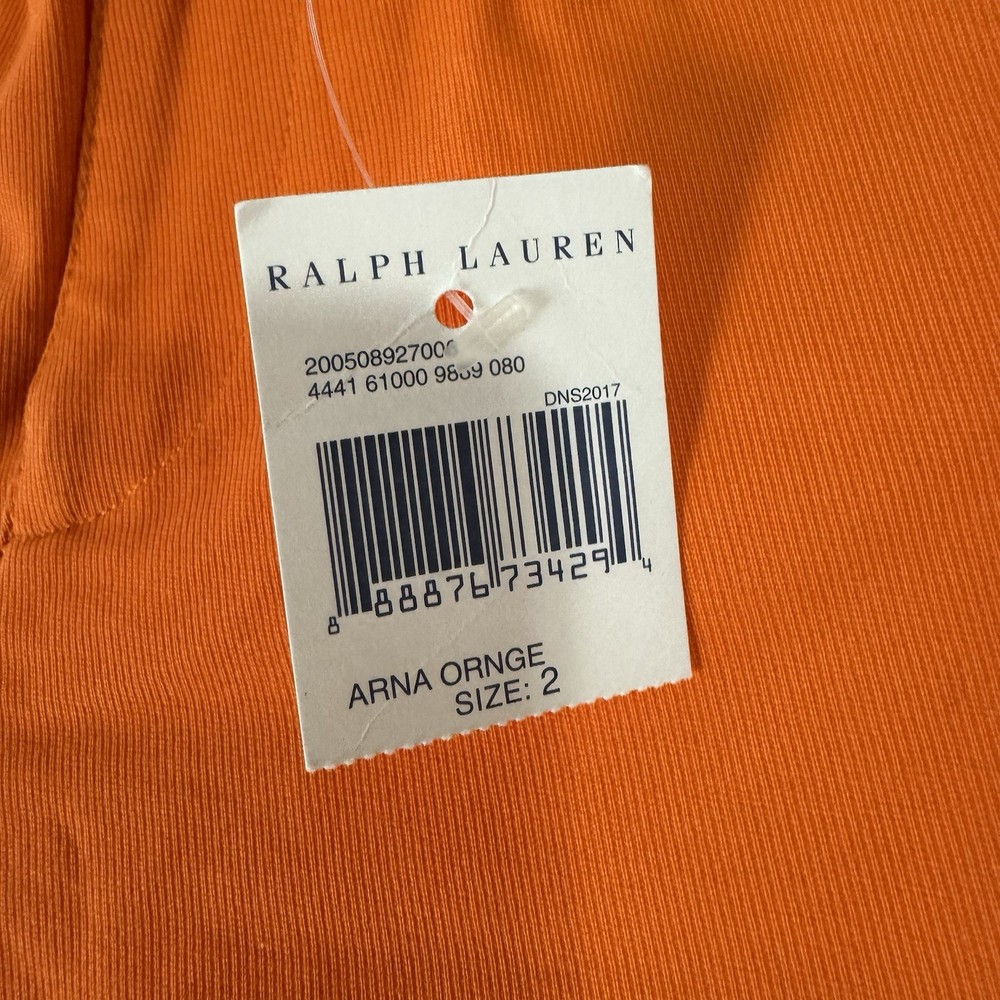 RALPH LAUREN
4441 61000 080
DNS2017
8 88876 73429 4
ARNA ORNGE
SIZE: 2